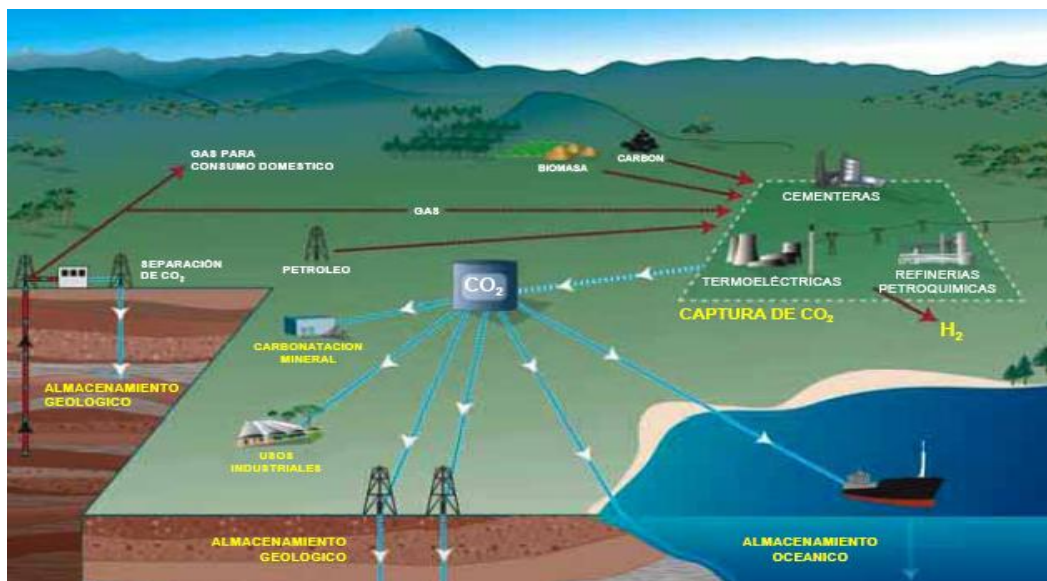 GAS PARA
CONSUMO DOMESTICO
BIOMASA
CARBON
CEMENTERAS
GAS
SEPARACIÓN
DE CO₂
PETROLEO
CO₂
TERMOELÉCTRICAS
REFINERIAS
PETROQUIMICAS
CAPTURA DE CO₂
H₂
CARBONATACION
MINERAL
ALMACENAMIENTO
GEOLOGICO
USOS
INDUSTRIALES
ALMACENAMIENTO
GEOLOGICO
ALMACENAMIENTO
OCEANICO